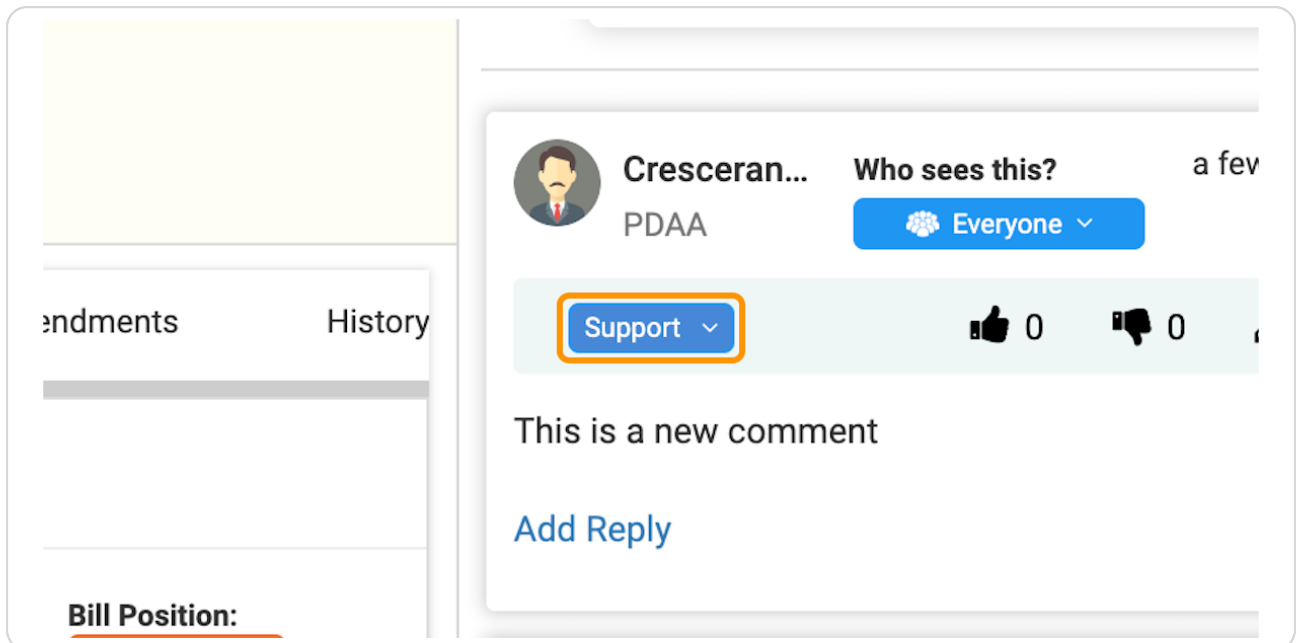 Cresceran...
PDAA
Who sees this?
Everyone
a few
Support
0
0
This is a new comment
Add Reply
endments
History
Bill Position: